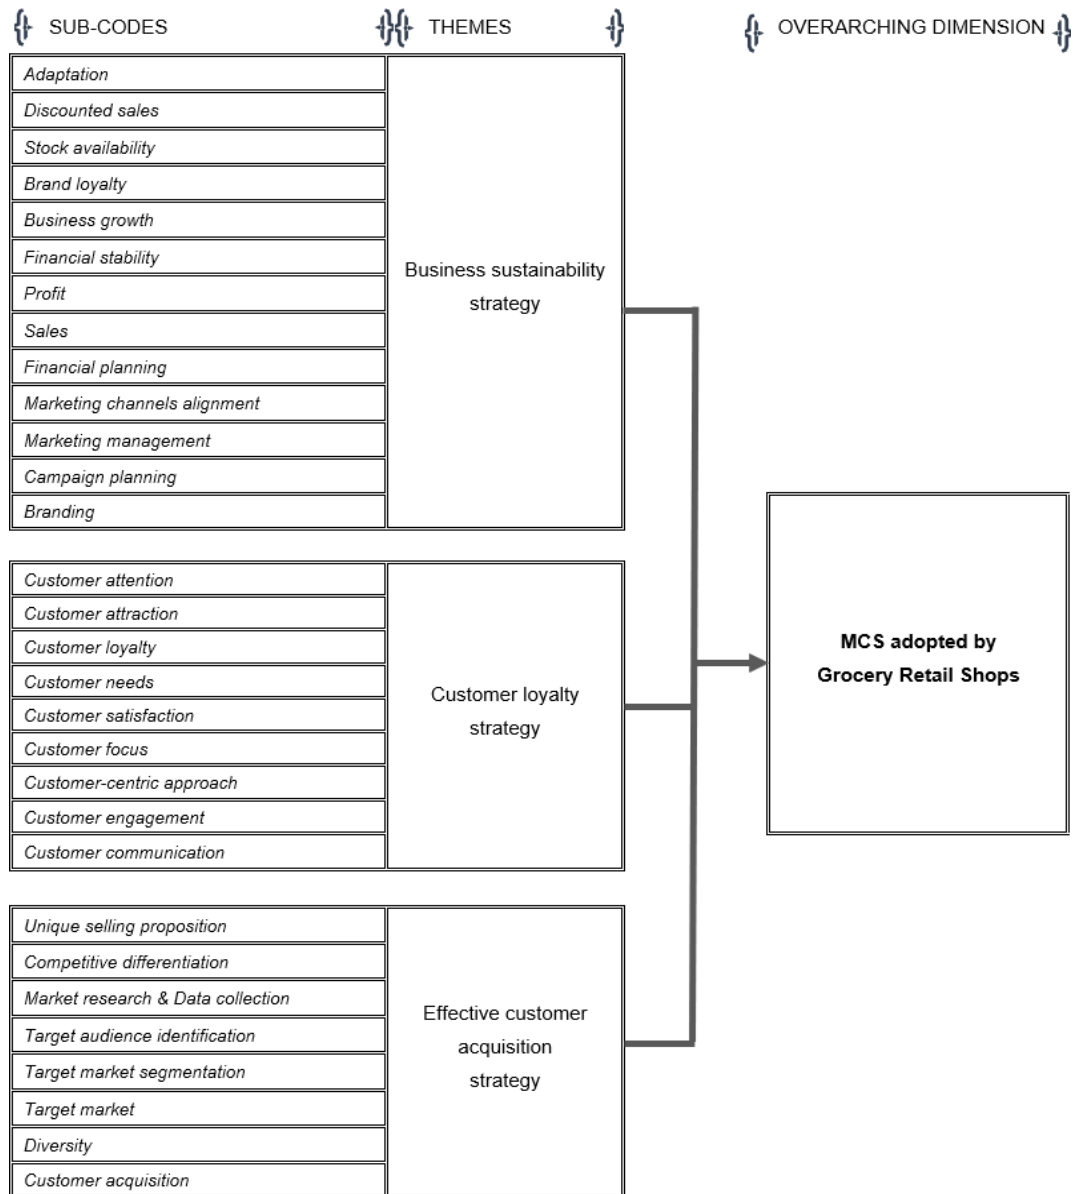 SUB-CODES
THEMES
OVERARCHING DIMENSION
Adaptation
Discounted sales
Stock availability
Brand loyalty
Business growth
Financial stability
Profit
Sales
Financial planning
Marketing channels alignment
Marketing management
Campaign planning
Branding
Business sustainability
strategy
Customer attention
Customer attraction
Customer loyalty
Customer needs
Customer satisfaction
Customer focus
Customer-centric approach
Customer engagement
Customer communication
Customer loyalty
strategy
Unique selling proposition
Competitive differentiation
Market research & Data collection
Target audience identification
Target market segmentation
Target market
Diversity
Customer acquisition
Effective customer
acquisition
strategy
MCS adopted by
Grocery Retail Shops